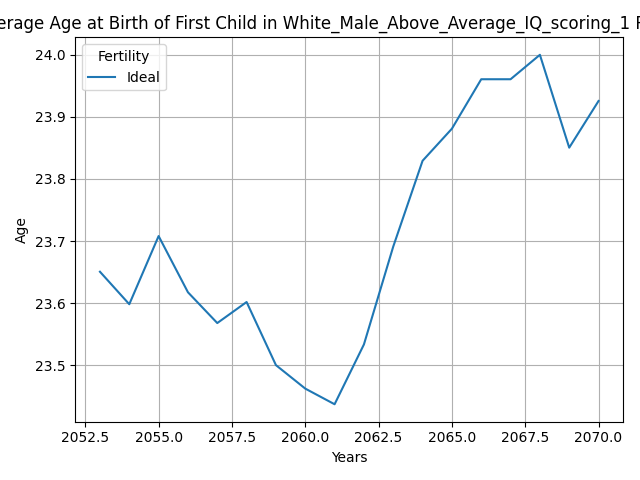 Age at Birth of First Child in White_Male_Above_Average_IQ_scoring_1
Fertility
Ideal
24.0
23.9
23.8
23.7
23.6
23.5
Age
2052.5 2055.0 2057.5 2060.0 2062.5 2065.0 2067.5 2070.0
Years